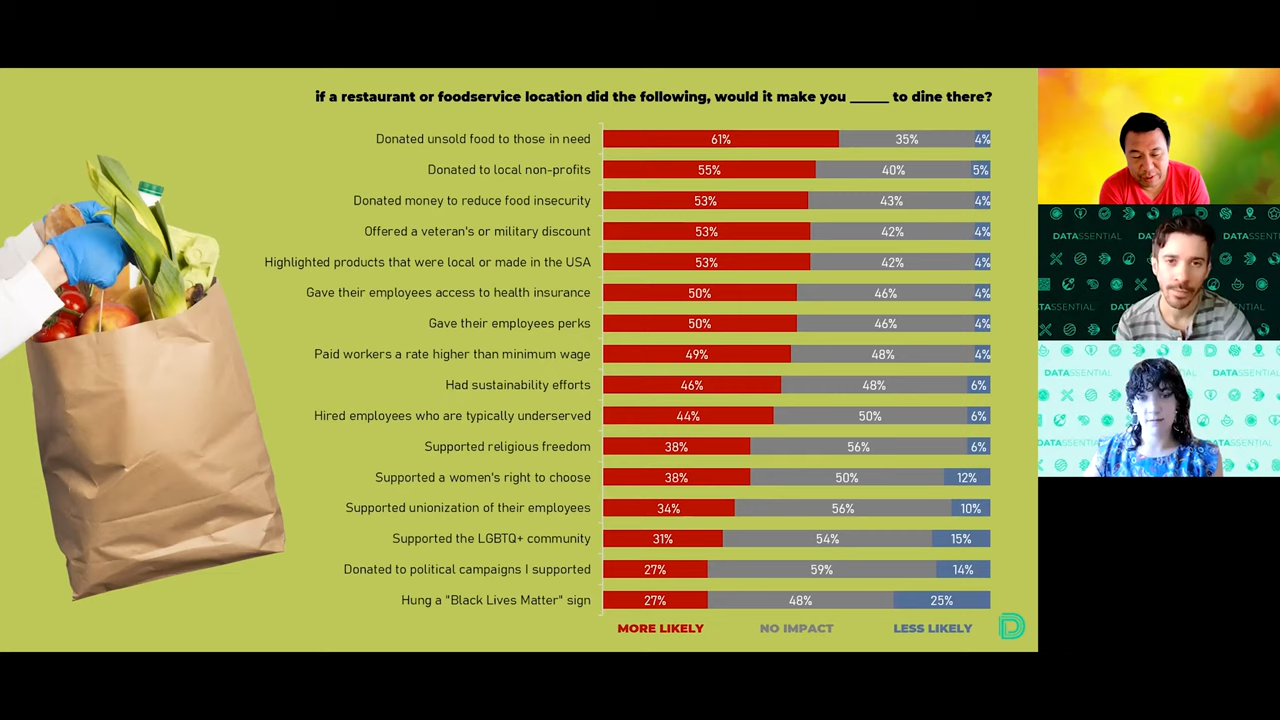 if a restaurant or foodservice location did the following, would it make you _____ to dine there?
Donated unsold food to those in need 61% 35% 4%
Donated to local non-profits 55% 40% 5%
Donated money to reduce food insecurity 53% 43% 4%
Offered a veteran's or military discount 53% 42% 4%
Highlighted products that were local or made in the USA 53% 42% 4%
Gave their employees access to health insurance 50% 46% 4%
Gave their employees perks 50% 46% 4%
Paid workers a rate higher than minimum wage 49% 48% 4%
Had sustainability efforts 46% 48% 6%
Hired employees who are typically underserved 44% 50% 6%
Supported religious freedom 38% 56% 6%
Supported a women's right to choose 38% 50% 12%
Supported unionization of their employees 34% 56% 10%
Supported the LGBTQ+ community 31% 54% 15%
Donated to political campaigns I supported 27% 59% 14%
Hung a "Black Lives Matter" sign 27% 48% 25%
MORE LIKELY NO IMPACT LESS LIKELY
DATASSENTIAL